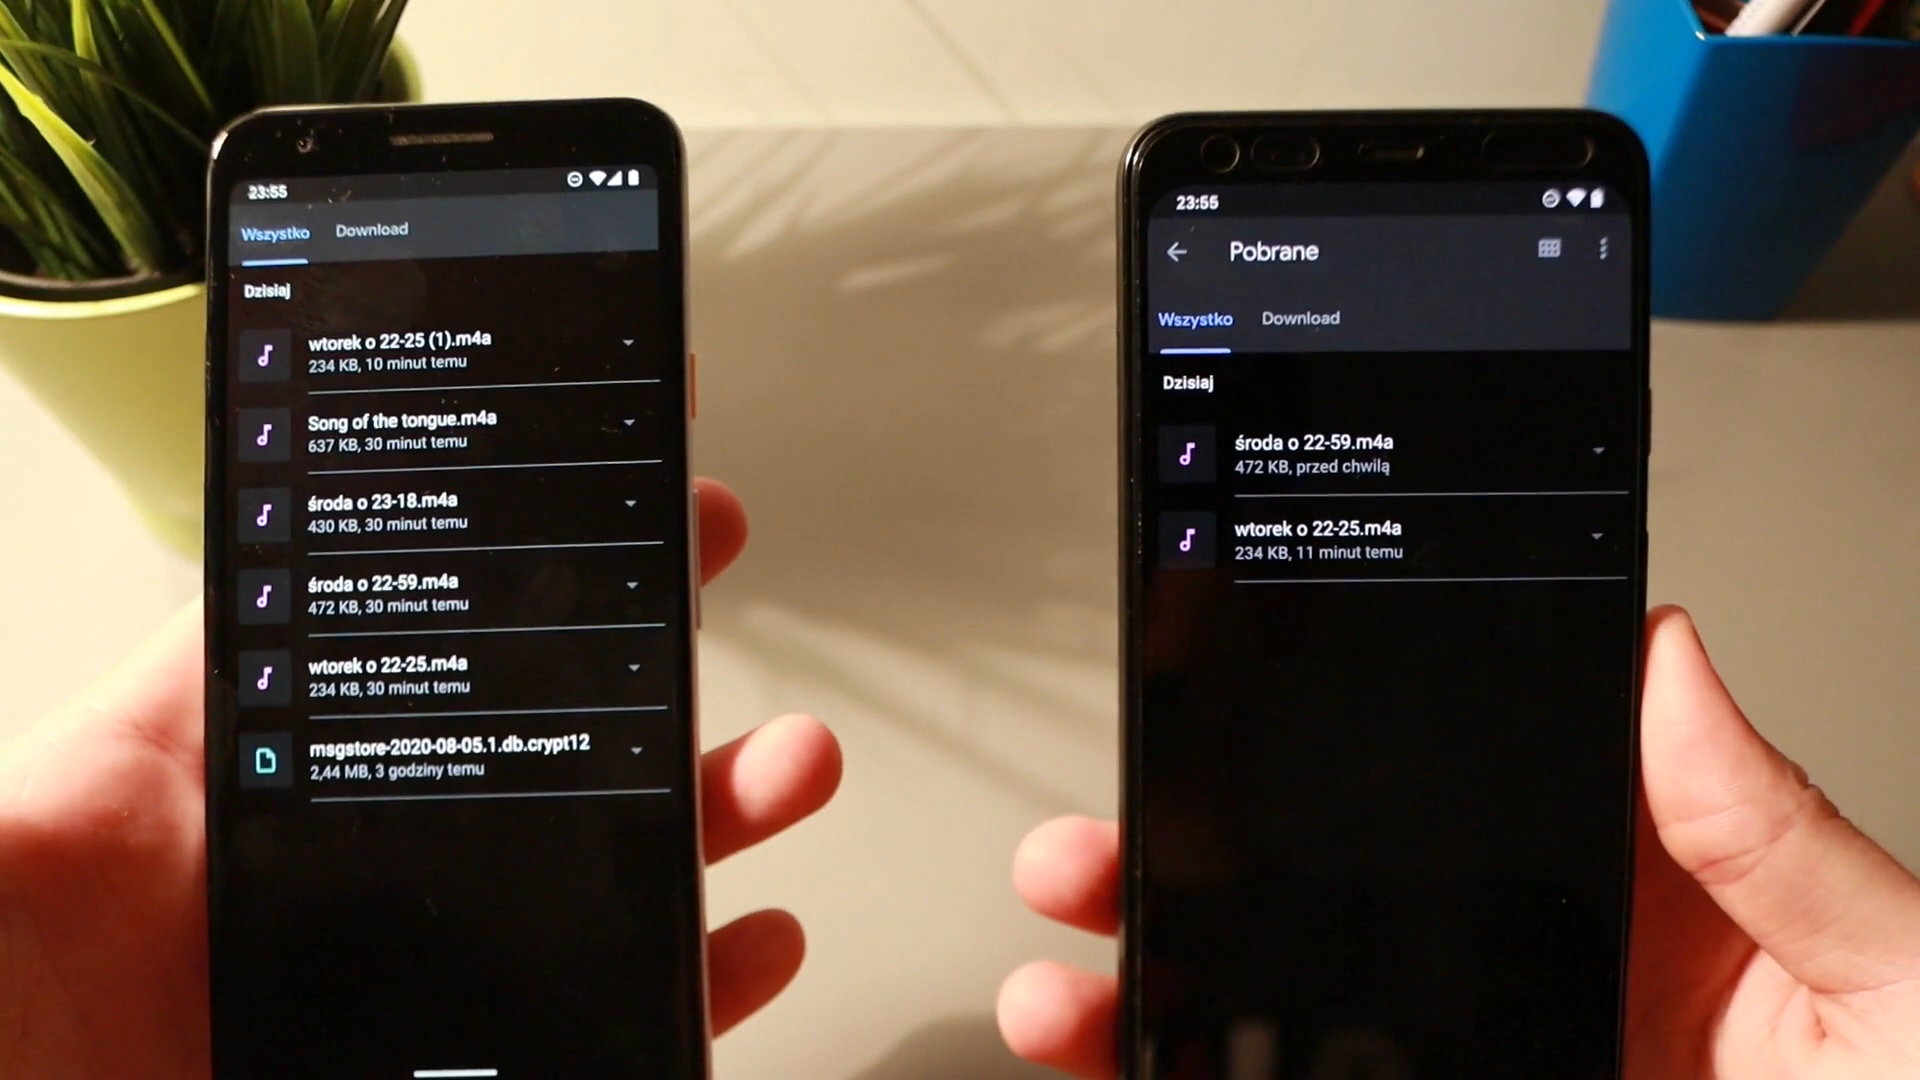 23:55
Wszystko Download
Dzisiaj
wtorek o 22-25 (1).m4a
234 KB, 10 minut temu
Song of the tongue.m4a
637 KB, 30 minut temu
środa o 23-18.m4a
430 KB, 30 minut temu
środa o 22-59.m4a
472 KB, 30 minut temu
wtorek o 22-25.m4a
234 KB, 30 minut temu
msgstore-2020-08-05.1.db.crypt12
2,44 MB, 3 godziny temu
23:55
Pobrane
Wszystko Download
Dzisiaj
środa o 22-59.m4a
472 KB, przed chwilą
wtorek o 22-25.m4a
234 KB, 11 minut temu